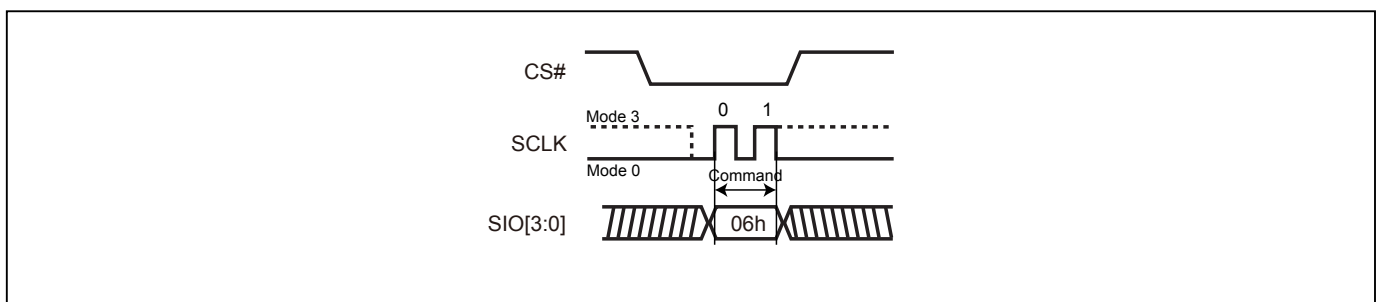 CS#
Mode 3
0 1
SCLK
Mode 0
Command
SIO[3:0]
06h